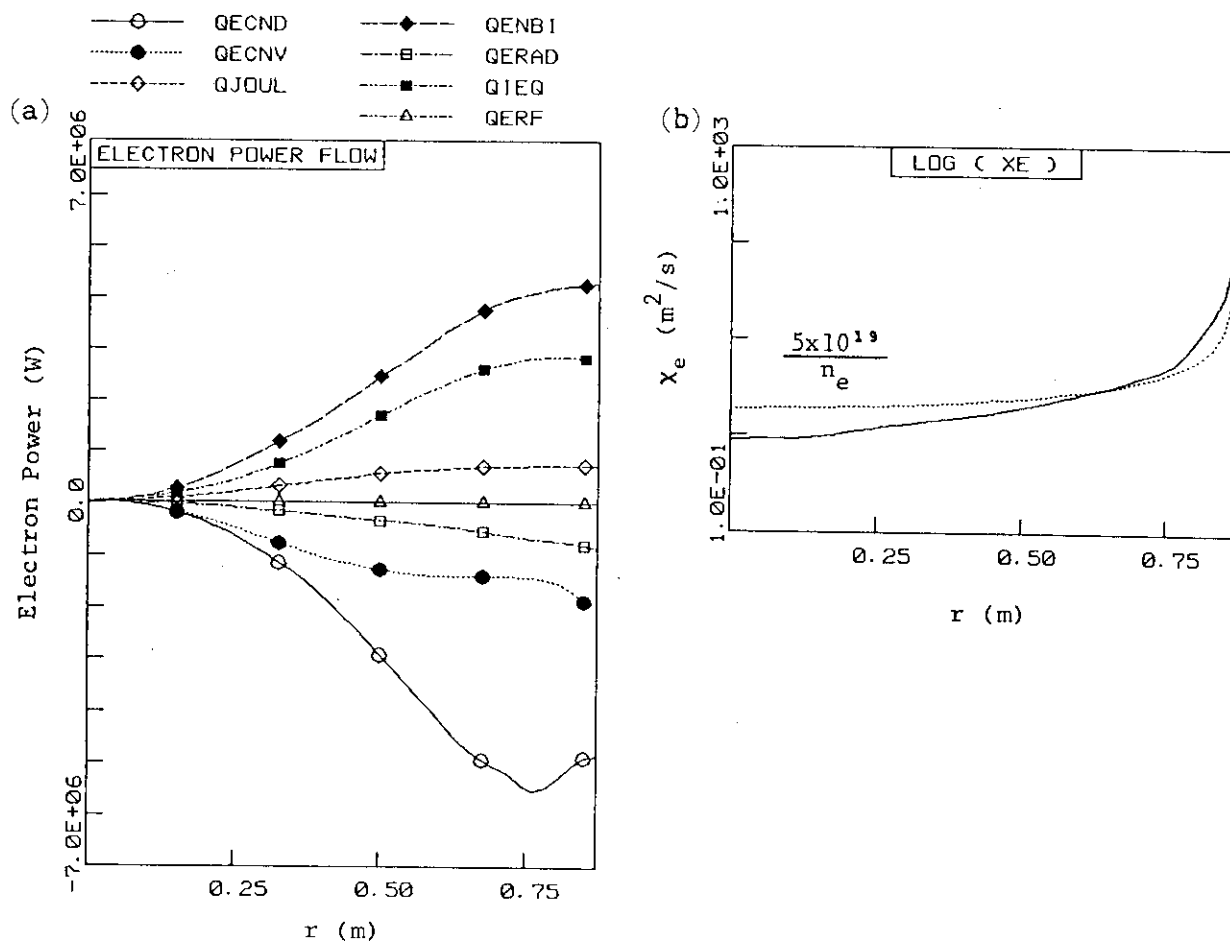 QECND
QECNV
QJOUL
QENBI
QERAD
QIEQ
QERF
(a)
ELECTRON POWER FLOW
7.0E+06
0.0
-7.0E+06
Electron Power (W)
0.25 0.50 0.75
r (m)
(b)
LOG ( XE )
1.0E+03
1.0E-01
χe (m²/s)
5x10¹⁹
nₑ
0.25 0.50 0.75
r (m)